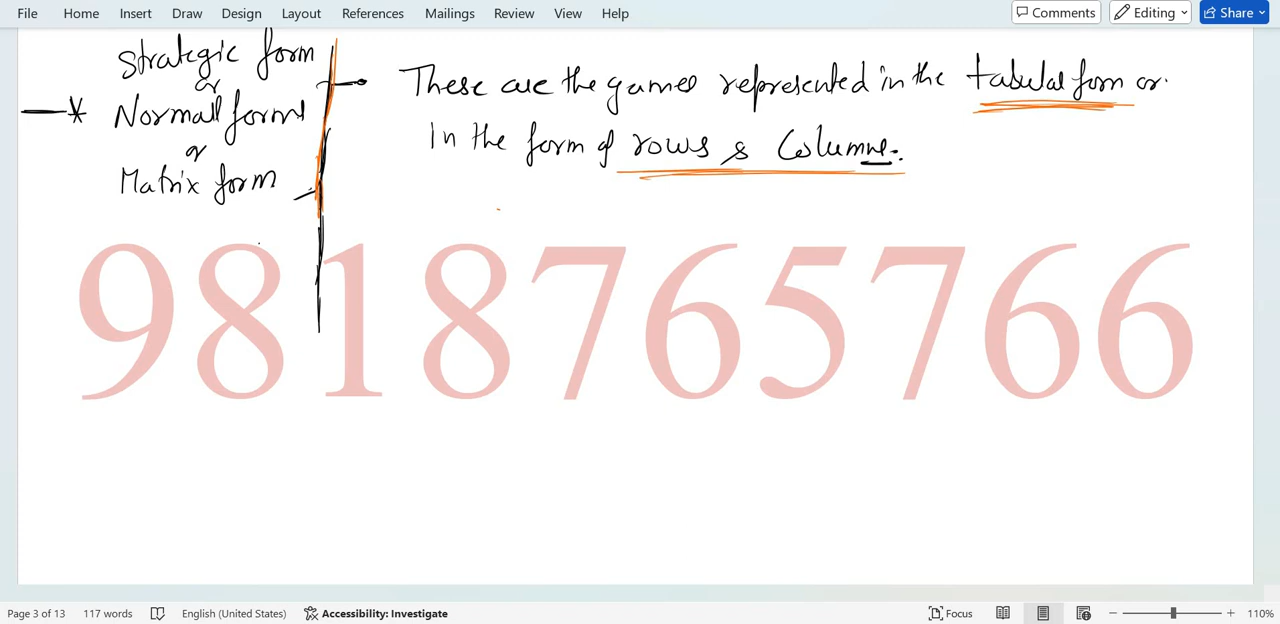 File Home Insert Draw Design Layout References Mailings Review View Help Comments Editing Share
Strategic form
or
Normal forms
or
Matrix form
These are the games represented in the tabular form or
In the form of rows & Columns.
9818765766
Page 3 of 13 117 words English (United States) Accessibility: Investigate Focus 110%